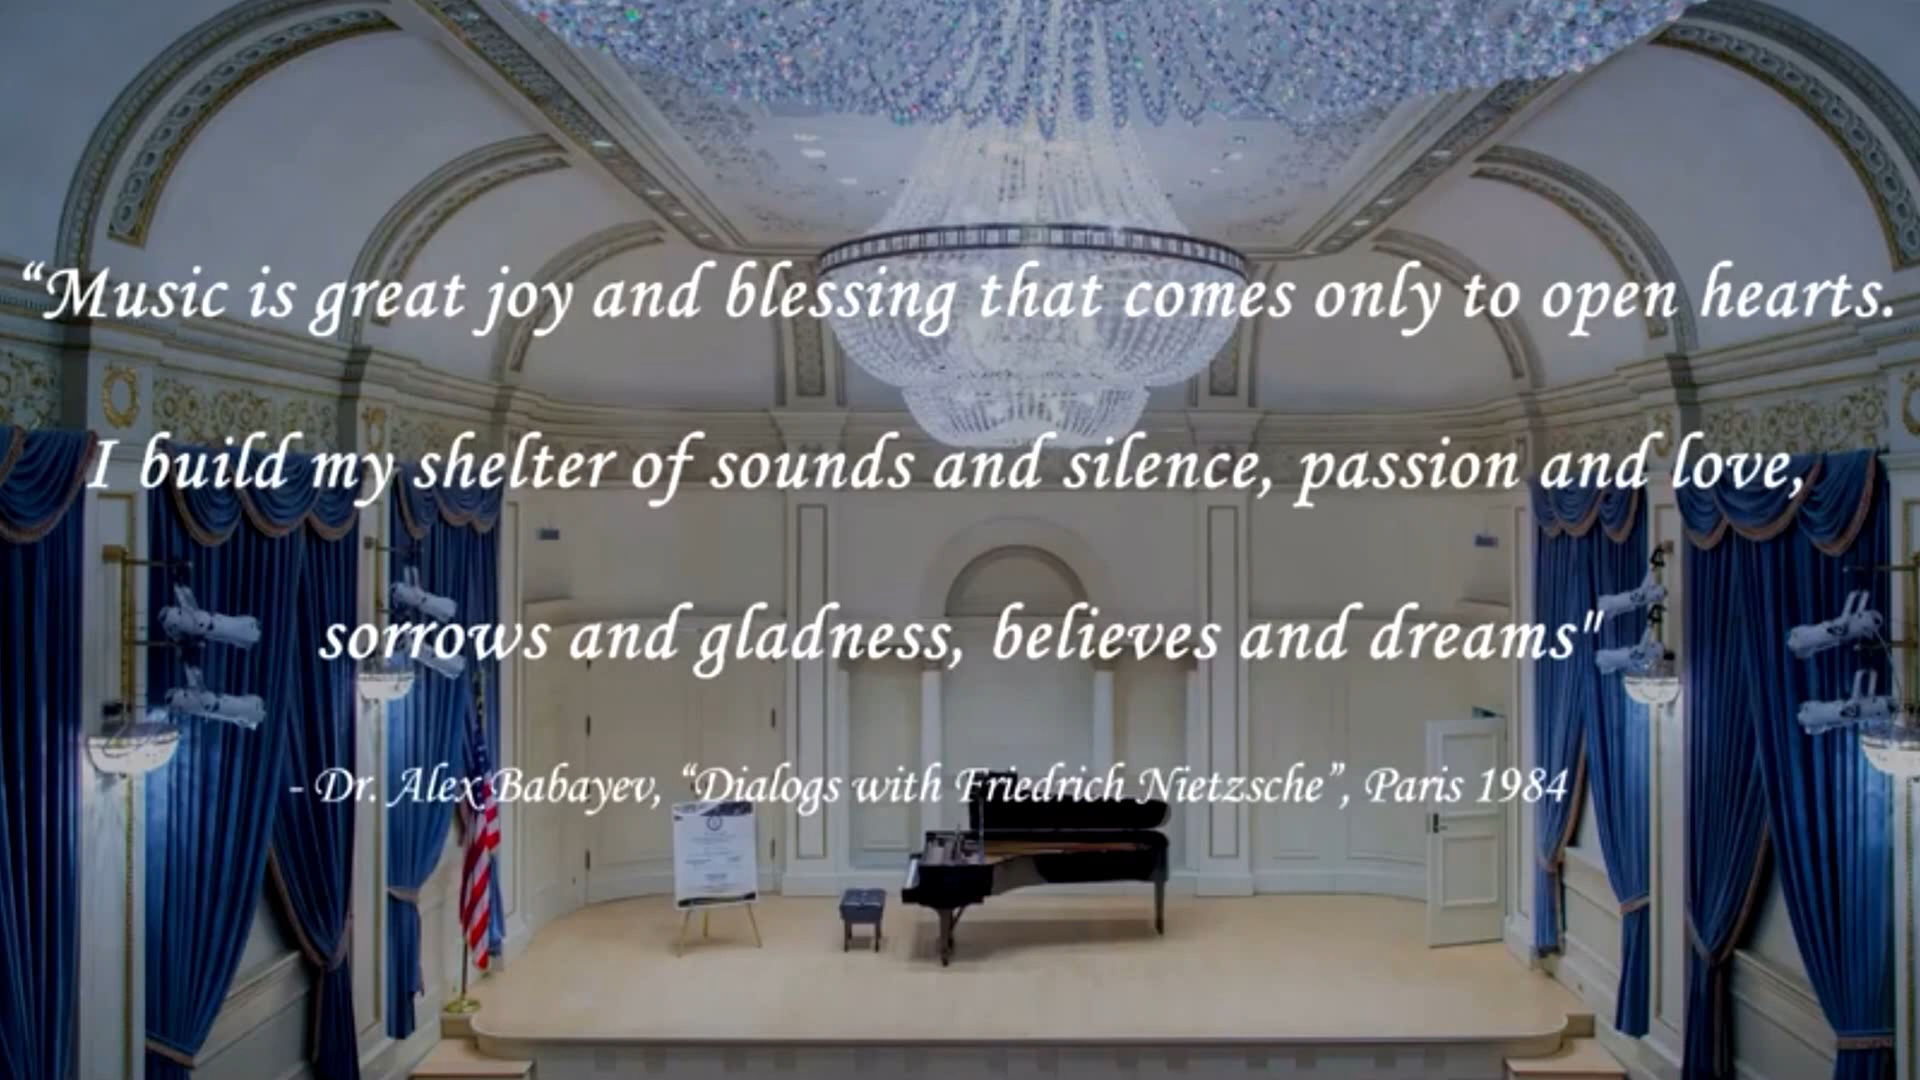 “Music is great joy and blessing that comes only to open hearts.
I build my shelter of sounds and silence, passion and love,
sorrows and gladness, believes and dreams"
- Dr. Alex Babayev, “Dialogs with Friedrich Nietzsche”, Paris 1984